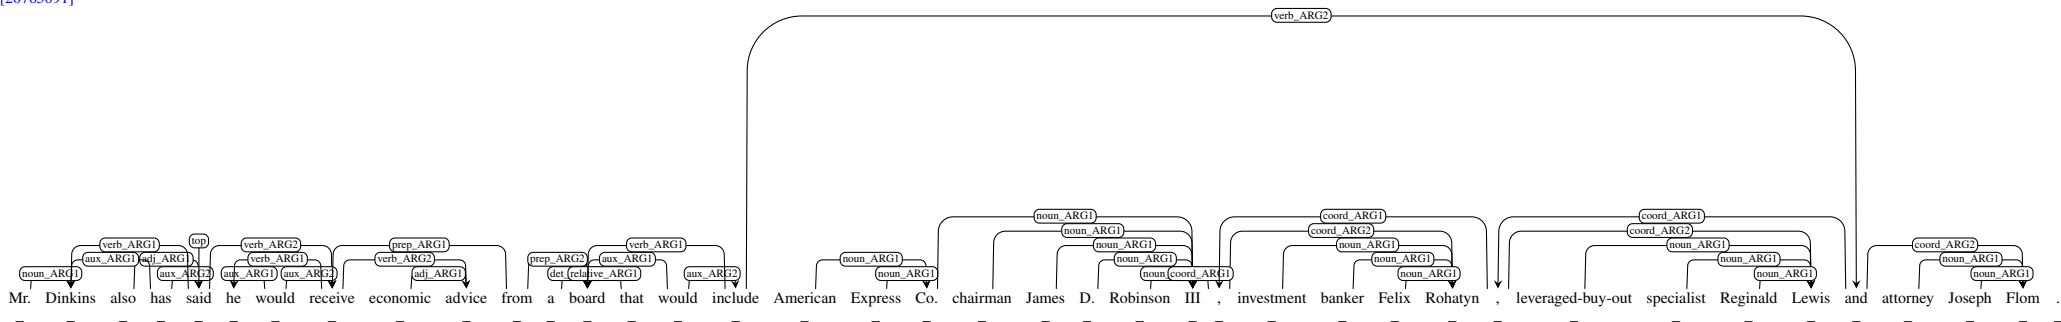 verb_ARG2
noun_ARG1 coord_ARG1 coord_ARG1
noun_ARG1 coord_ARG2 coord_ARG2
verb_ARG1 top verb_ARG2 prep_ARG1 verb_ARG1 noun_ARG1 noun_ARG1 noun_ARG1 coord_ARG2
aux_ARG1 adj_ARG1 verb_ARG1 verb_ARG2 prep_ARG2 aux_ARG1 noun_ARG1 noun_ARG1 noun_ARG1 noun_ARG1 noun_ARG1
noun_ARG1 aux_ARG2 aux_ARG1 aux_ARG2 adj_ARG1 relative_ARG1 aux_ARG2 noun_ARG1 coord_ARG1 noun_ARG1 noun_ARG1 noun_ARG1
Mr. Dinkins also has said he would receive economic advice from a board that would include American Express Co. chairman James D. Robinson III , investment banker Felix Rohatyn , leveraged-buy-out specialist Reginald Lewis and attorney Joseph Flom .
_ _ _ _ _ _ _ _ _ _ _ _ _ _ _ _ _ _ _ _ _ _ _ _ _ _ _ _ _ _ _ _ _ _ _ _ _ _ _